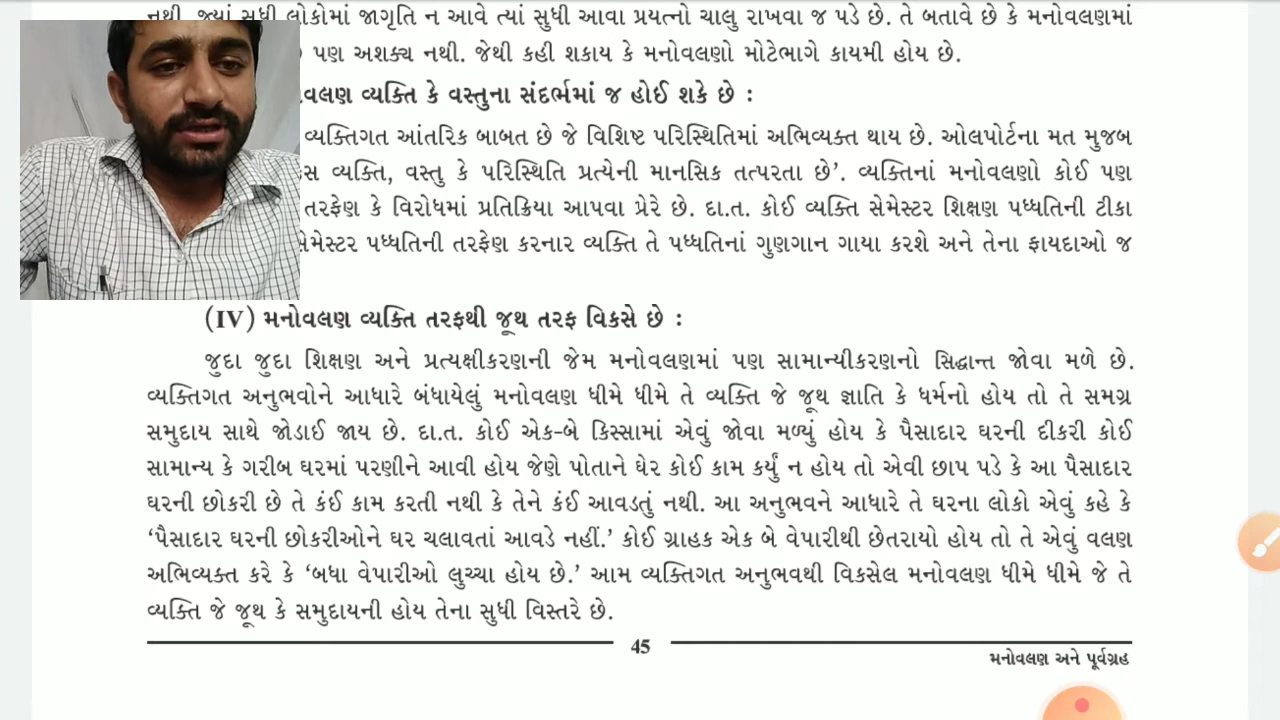 નથી. જ્યાં સુધી લોકોમાં જાગૃતિ ન આવે ત્યાં સુધી આવા પ્રયત્નો ચાલુ રાખવા જ પડે છે. તે બતાવે છે કે મનોવલણમાં
પણ અશક્ય નથી. જેથી કહી શકાય કે મનોવલણો મોટેભાગે કાયમી હોય છે.
વ્યક્તિ કે વસ્તુના સંદર્ભમાં જ હોઈ શકે છે :
વ્યક્તિગત આંતરિક બાબત છે જે વિશિષ્ટ પરિસ્થિતિમાં અભિવ્યક્ત થાય છે. ઓલપોર્ટના મત મુજબ
વ્યક્તિ, વસ્તુ કે પરિસ્થિતિ પ્રત્યેની માનસિક તત્પરતા છે’. વ્યક્તિનાં મનોવલણો કોઈ પણ
તરફેણ કે વિરોધમાં પ્રતિક્રિયા આપવા પ્રેરે છે. દા.ત. કોઈ વ્યક્તિ સેમેસ્ટર શિક્ષણ પધ્ધતિની ટીકા
સેમેસ્ટર પધ્ધતિની તરફેણ કરનાર વ્યક્તિ તે પધ્ધતિનાં ગુણગાન ગાયા કરશે અને તેના ફાયદાઓ જ
(IV) મનોવલણ વ્યક્તિ તરફથી જૂથ તરફ વિકસે છે :
જુદા જુદા શિક્ષણ અને પ્રત્યક્ષીકરણની જેમ મનોવલણમાં પણ સામાન્યીકરણનો સિદ્ધાન્ત જોવા મળે છે.
વ્યક્તિગત અનુભવોને આધારે બંધાયેલું મનોવલણ ધીમે ધીમે તે વ્યક્તિ જે જૂથ જ્ઞાતિ કે ધર્મનો હોય તો તે સમગ્ર
સમુદાય સાથે જોડાઈ જાય છે. દા.ત. કોઈ એક-બે કિસ્સામાં એવું જોવા મળ્યું હોય કે પૈસાદાર ઘરની દીકરી કોઈ
સામાન્ય કે ગરીબ ઘરમાં પરણીને આવી હોય જેણે પોતાને ઘેર કોઈ કામ કર્યું ન હોય તો એવી છાપ પડે કે આ પૈસાદાર
ઘરની છોકરી છે તે કંઈ કામ કરતી નથી કે તેને કંઈ આવડતું નથી. આ અનુભવને આધારે તે ઘરના લોકો એવું કહે કે
‘પૈસાદાર ઘરની છોકરીઓને ઘર ચલાવતાં આવડે નહીં.’ કોઈ ગ્રાહક એક બે વેપારીથી છેતરાયો હોય તો તે એવું વલણ
અભિવ્યક્ત કરે કે ‘બધા વેપારીઓ લુચ્ચા હોય છે.’ આમ વ્યક્તિગત અનુભવથી વિકસેલ મનોવલણ ધીમે ધીમે જે તે
વ્યક્તિ જે જૂથ કે સમુદાયની હોય તેના સુધી વિસ્તરે છે.
45
મનોવલણ અને પૂર્વગ્રહ